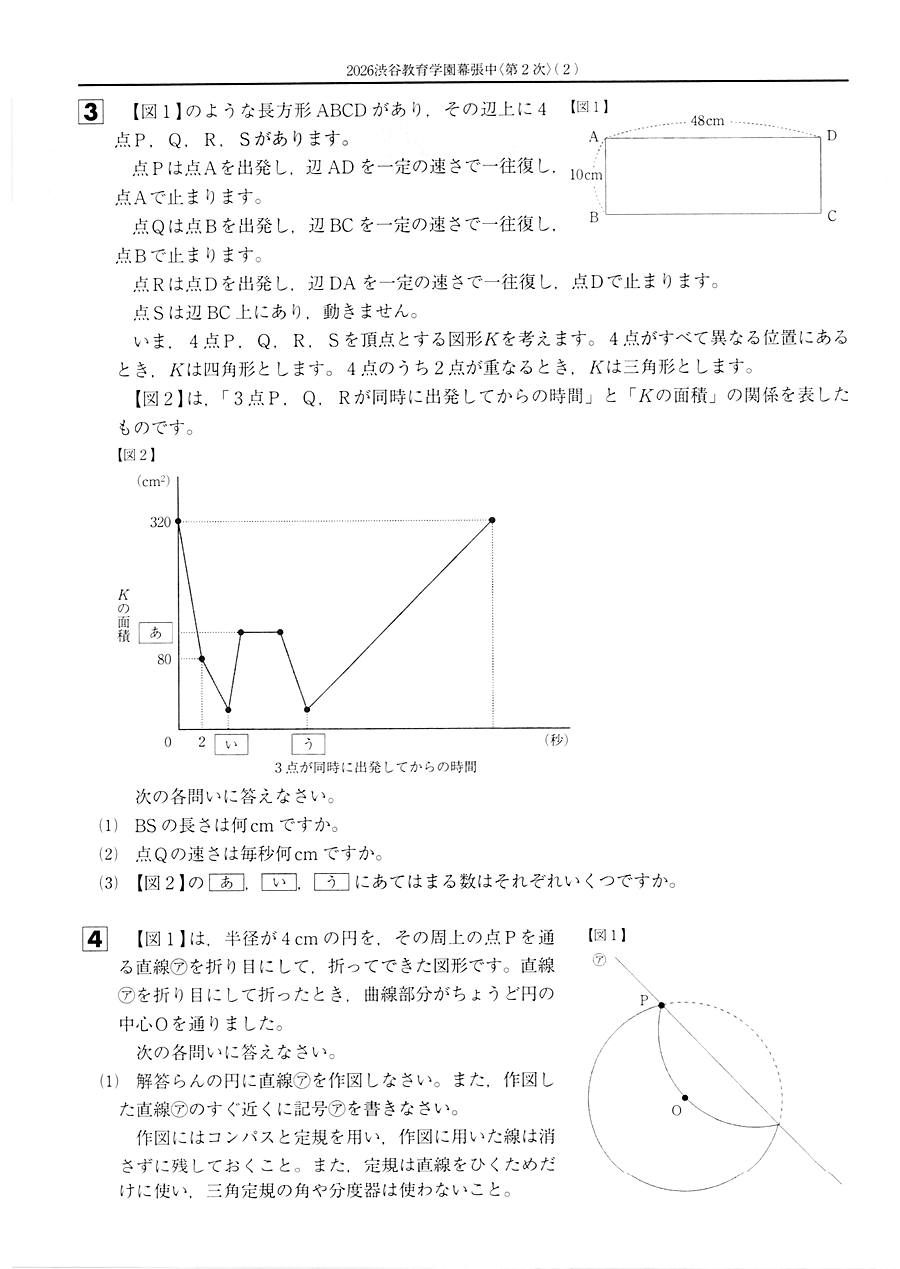 2026渋谷教育学園幕張中〈第2次〉(2)
3 【図1】のような長方形ABCDがあり，その辺上に4
点P，Q，R，Sがあります。
点Pは点Aを出発し，辺ADを一定の速さで一往復し，
点Aで止まります。
点Qは点Bを出発し，辺BCを一定の速さで一往復し，
点Bで止まります。
点Rは点Dを出発し，辺DAを一定の速さで一往復し，点Dで止まります。
点Sは辺BC上にあり，動きません。
いま，4点P，Q，R，Sを頂点とする図形Kを考えます。4点がすべて異なる位置にある
とき，Kは四角形とします。4点のうち2点が重なるとき，Kは三角形とします。
【図2】は，「3点P，Q，Rが同時に出発してからの時間」と「Kの面積」の関係を表した
ものです。
【図1】
48cm
A
D
10cm
B
C
【図2】
(cm²)
320
Kの面積
あ
80
0
2
い
う
(秒)
3点が同時に出発してからの時間
次の各問いに答えなさい。
(1) BSの長さは何cmですか。
(2) 点Qの速さは毎秒何cmですか。
(3) 【図2】の あ ， い ， う にあてはまる数はそれぞれいくつですか。
4 【図1】は，半径が4cmの円を，その周上の点Pを通
る直線㋐を折り目にして，折ってできた図形です。直線
㋐を折り目にして折ったとき，曲線部分がちょうど円の
中心Oを通りました。
次の各問いに答えなさい。
(1) 解答らんの円に直線㋐を作図しなさい。また，作図し
た直線㋐のすぐ近くに記号㋐を書きなさい。
作図にはコンパスと定規を用い，作図に用いた線は消
さずに残しておくこと。また，定規は直線をひくためだ
けに使い，三角定規の角や分度器は使わないこと。
【図1】
㋐
P
O